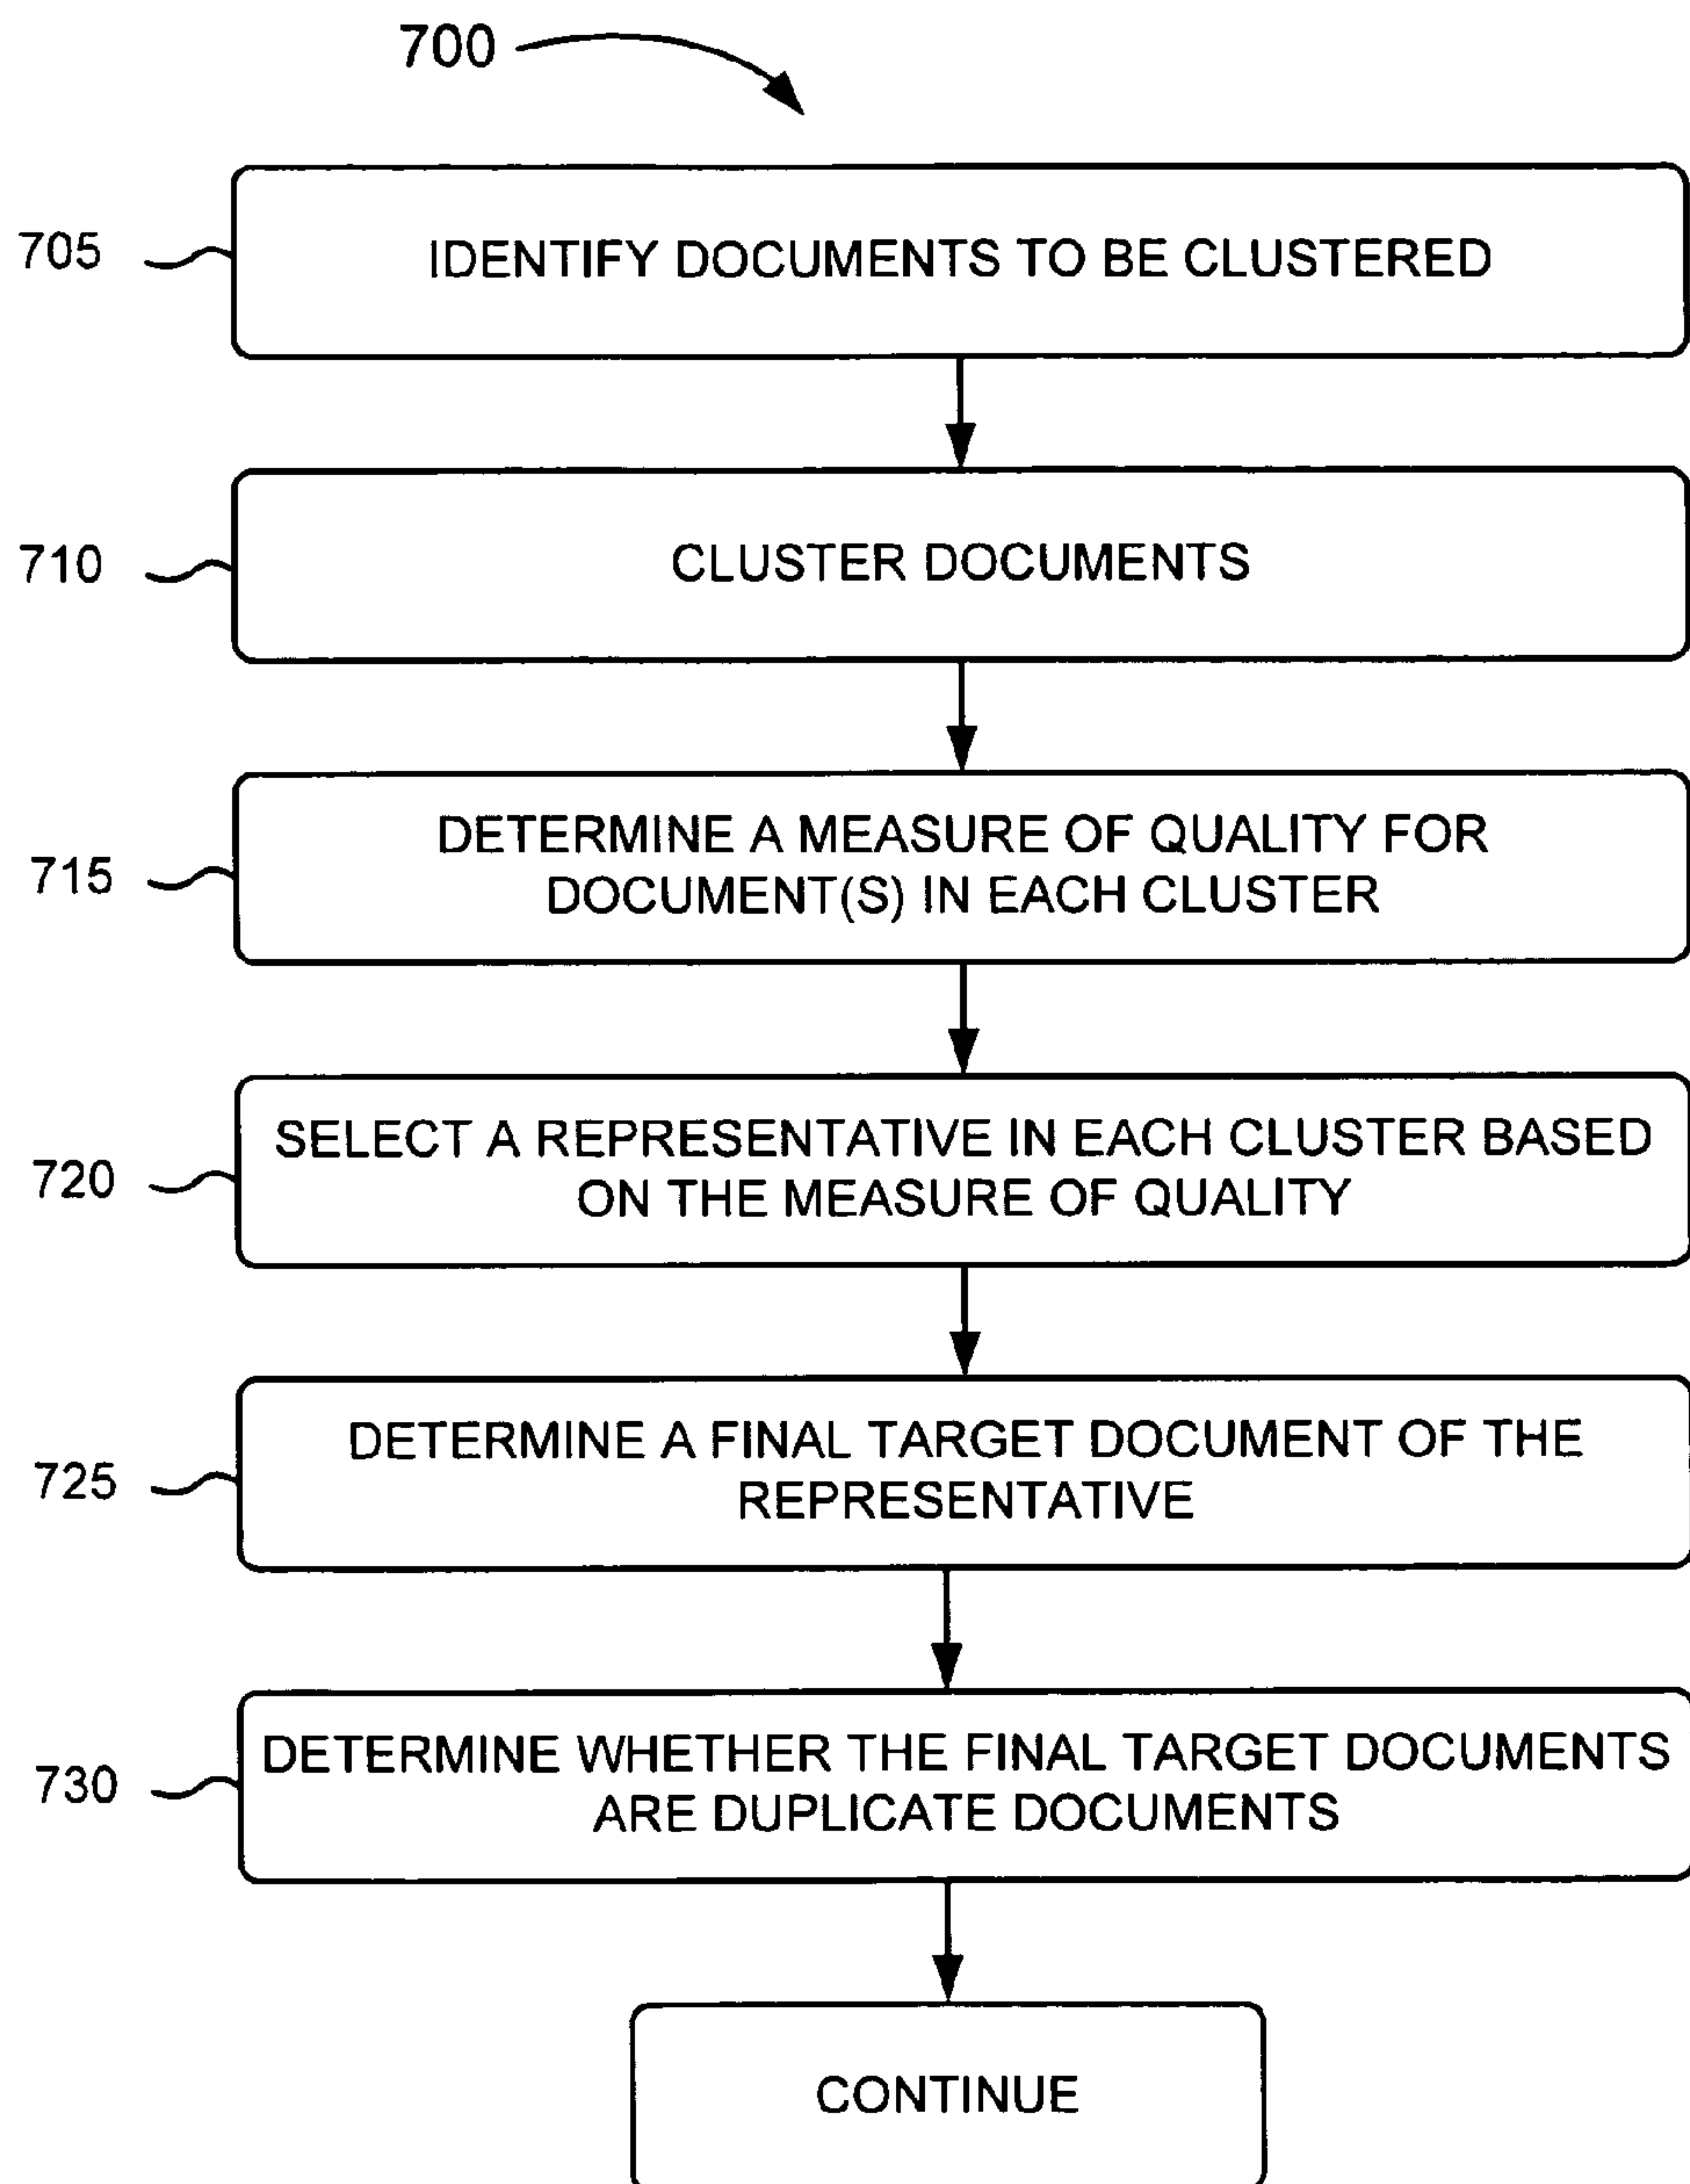 700
705
IDENTIFY DOCUMENTS TO BE CLUSTERED
710
CLUSTER DOCUMENTS
715
DETERMINE A MEASURE OF QUALITY FOR
DOCUMENT(S) IN EACH CLUSTER
720
SELECT A REPRESENTATIVE IN EACH CLUSTER BASED
ON THE MEASURE OF QUALITY
725
DETERMINE A FINAL TARGET DOCUMENT OF THE
REPRESENTATIVE
730
DETERMINE WHETHER THE FINAL TARGET DOCUMENTS
ARE DUPLICATE DOCUMENTS
CONTINUE